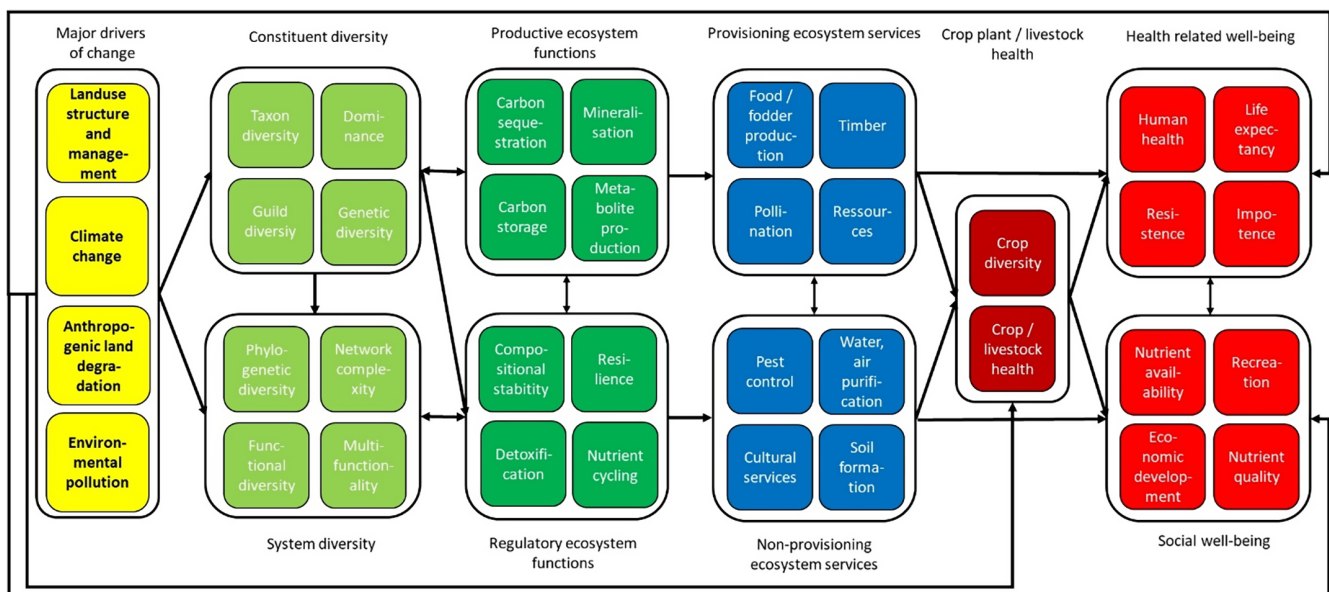 Major drivers
of change
Landuse
structure
and
manage-
ment
Climate
change
Anthropo-
genic land
degra-
dation
Environ-
mental
pollution
Constituent diversity
Taxon
diversity
Domi-
nance
Guild
diversiy
Genetic
diversity
Phylo-
genetic
diversity
Network
comple-
xity
Func-
tional
diversity
Multi-
function-
ality
System diversity
Productive ecosystem
functions
Carbon
seque-
stration
Minerali-
sation
Carbon
storage
Meta-
bolite
pro-
duction
Compo-
sitional
stabitity
Resi-
lience
Detoxifi-
cation
Nutrient
cycling
Regulatory ecosystem
functions
Provisioning ecosystem services
Food /
fodder
produc-
tion
Timber
Polli-
nation
Ressour-
ces
Pest
control
Water,
air
purifi-
cation
Cultural
services
Soil
forma-
tion
Non-provisioning
ecosystem services
Crop plant / livestock
health
Crop
diversity
Crop /
livestock
health
Health related well-being
Human
health
Life
expec-
tancy
Resi-
stence
Impo-
tence
Nutrient
avail-
ability
Recrea-
tion
Eco-
nomic
develop-
ment
Nutrient
quality
Social well-being